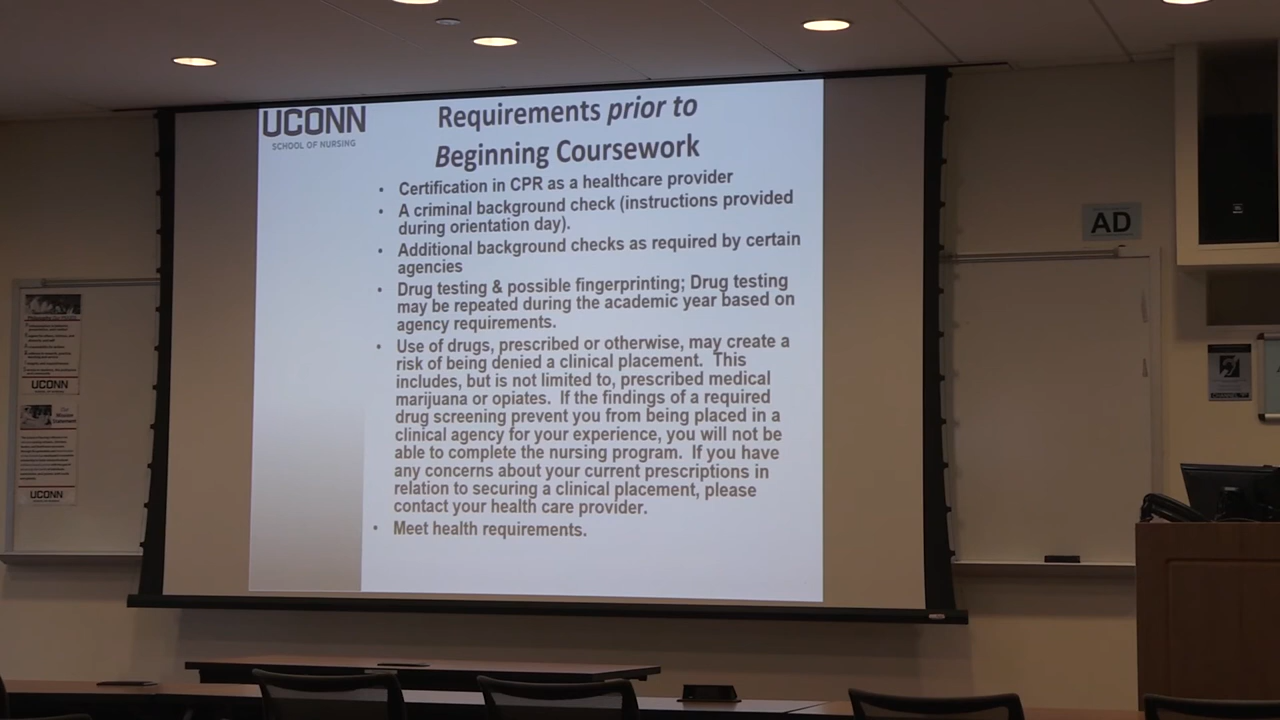 UCONN
SCHOOL OF NURSING
Requirements prior to
Beginning Coursework
• Certification in CPR as a healthcare provider
• A criminal background check (instructions provided
during orientation day).
• Additional background checks as required by certain
agencies
• Drug testing & possible fingerprinting; Drug testing
may be repeated during the academic year based on
agency requirements.
• Use of drugs, prescribed or otherwise, may create a
risk of being denied a clinical placement. This
includes, but is not limited to, prescribed medical
marijuana or opiates. If the findings of a required
drug screening prevent you from being placed in a
clinical agency for your experience, you will not be
able to complete the nursing program. If you have
any concerns about your current prescriptions in
relation to securing a clinical placement, please
contact your health care provider.
• Meet health requirements.
AD
UCONN
Mission
Statement
UCONN